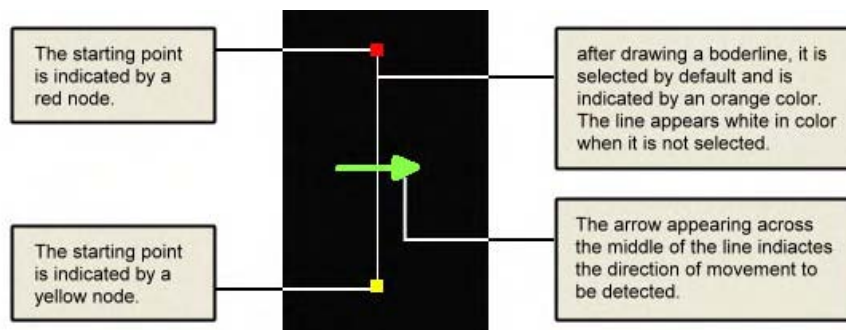 The starting point
is indicated by a
red node.
after drawing a boderline, it is
selected by default and is
indicated by an orange color.
The line appears white in color
when it is not selected.
The starting point
is indicated by a
yellow node.
The arrow appearing across
the middle of the line indiactes
the direction of movement to
be detected.